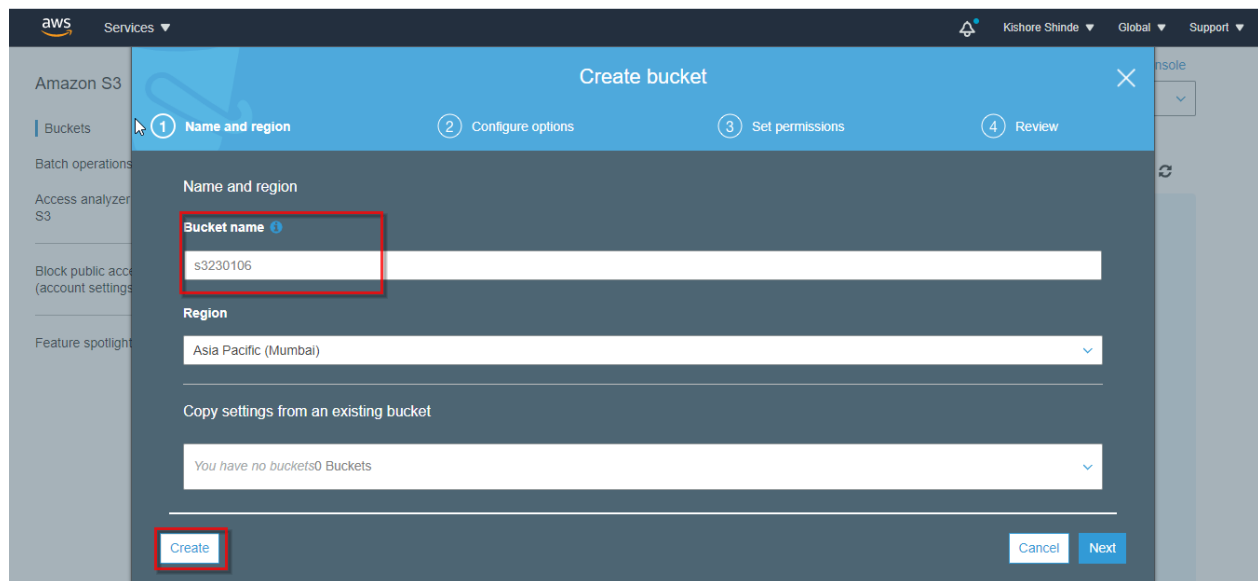 aws Services Kishore Shinde Global Support
Amazon S3
Buckets
Batch operations
Access analyzer
S3
Block public acce
(account settings
Feature spotlight
nsole
Create bucket
1 Name and region 2 Configure options 3 Set permissions 4 Review
Name and region
Bucket name
s3230106
Region
Asia Pacific (Mumbai)
Copy settings from an existing bucket
You have no buckets0 Buckets
Create Cancel Next